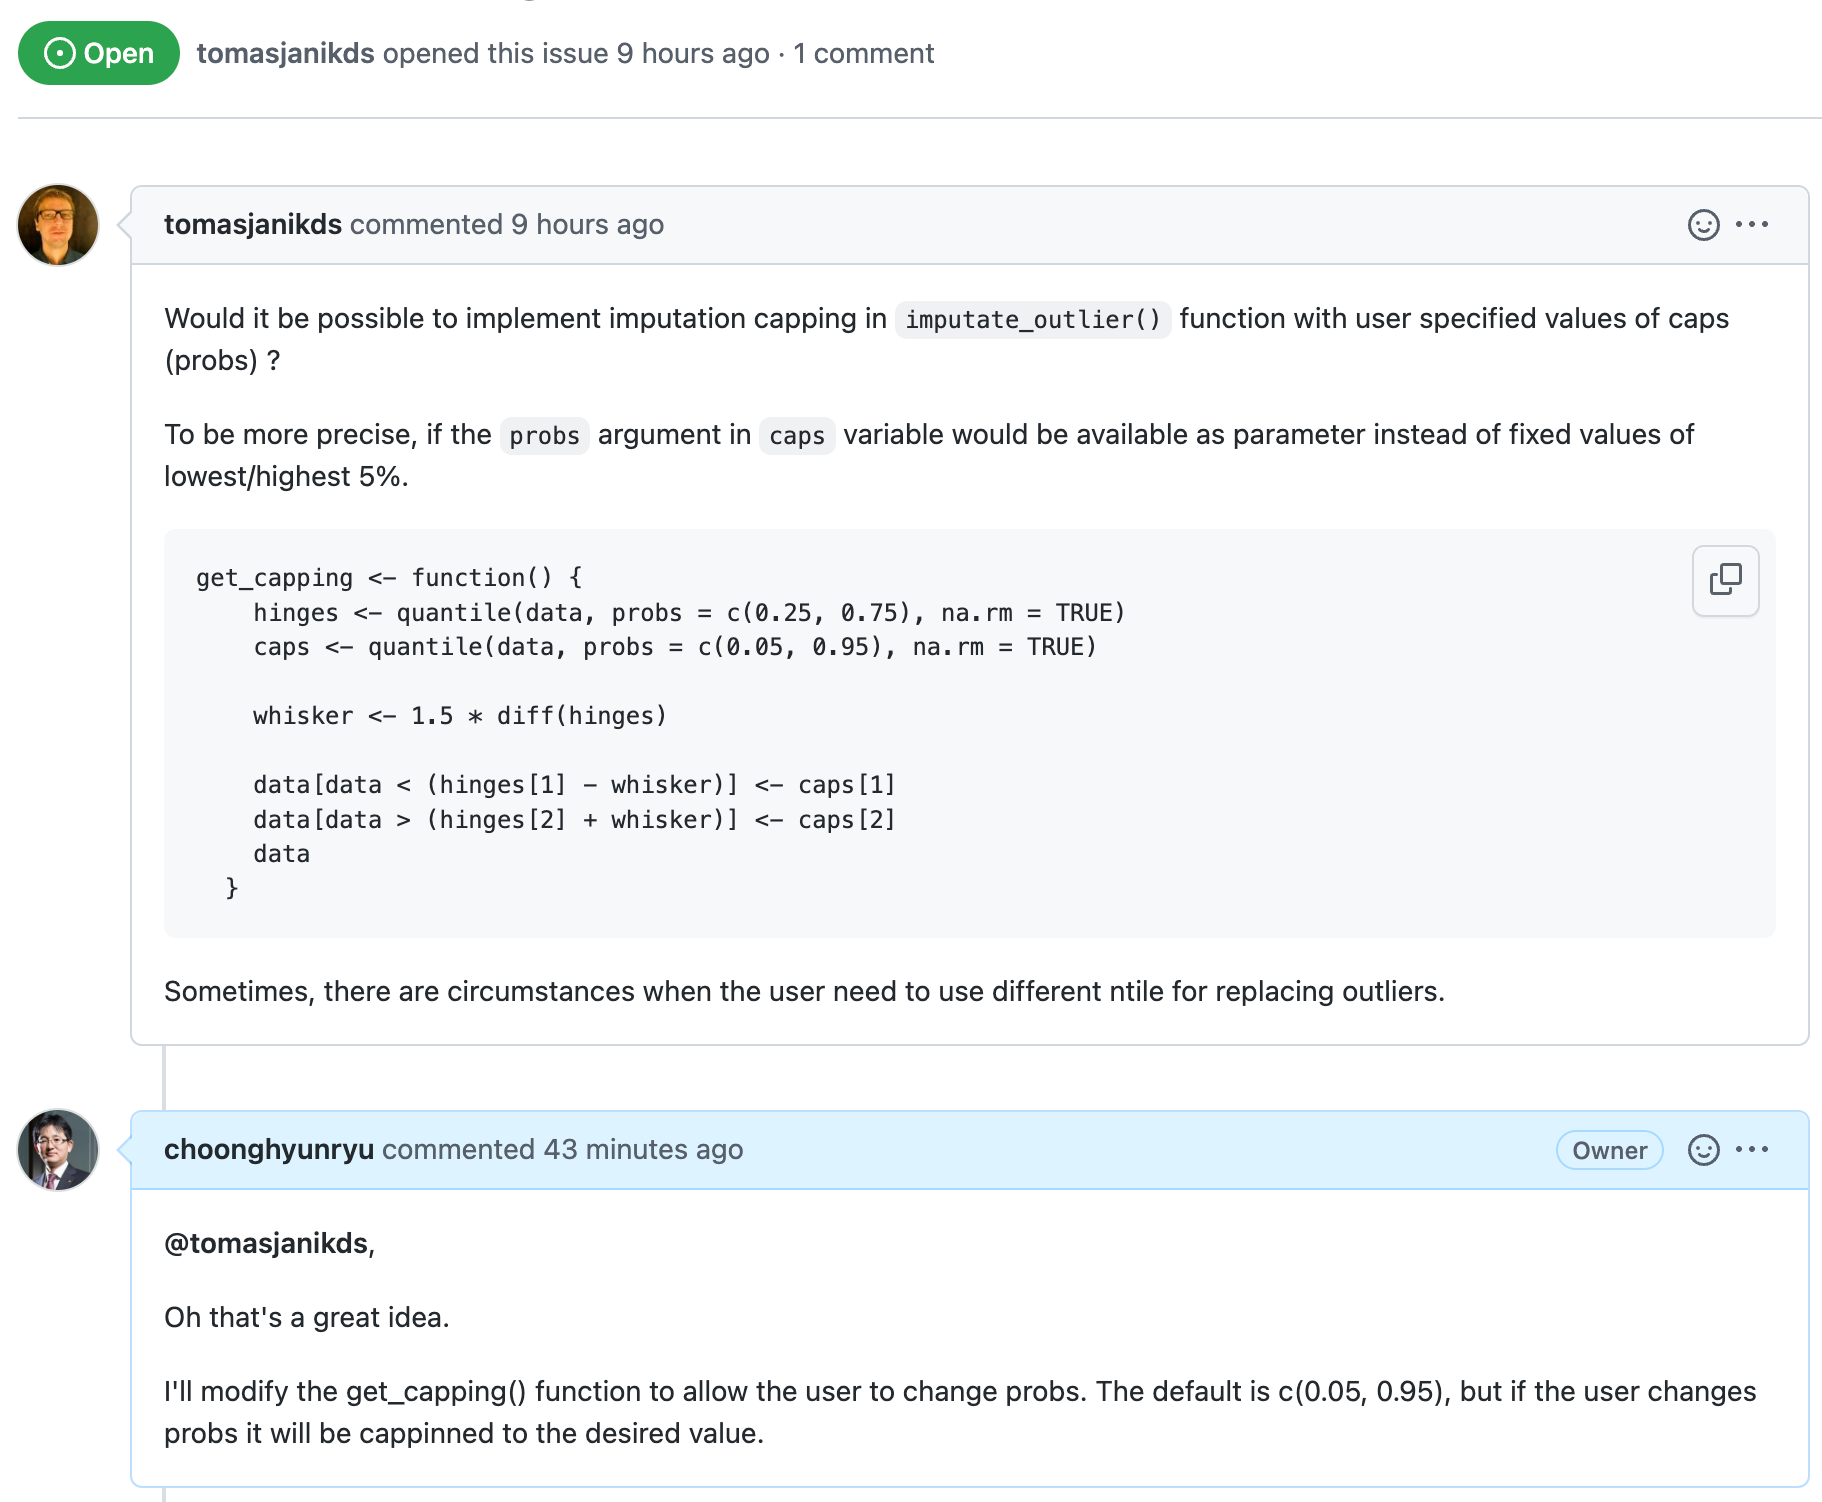 Open tomasjanikds opened this issue 9 hours ago · 1 comment
tomasjanikds commented 9 hours ago
Would it be possible to implement imputation capping in imputate_outlier() function with user specified values of caps
(probs) ?
To be more precise, if the probs argument in caps variable would be available as parameter instead of fixed values of
lowest/highest 5%.
get_capping <- function() {
    hinges <- quantile(data, probs = c(0.25, 0.75), na.rm = TRUE)
    caps <- quantile(data, probs = c(0.05, 0.95), na.rm = TRUE)
    whisker <- 1.5 * diff(hinges)
    data[data < (hinges[1] - whisker)] <- caps[1]
    data[data > (hinges[2] + whisker)] <- caps[2]
    data
  }
Sometimes, there are circumstances when the user need to use different ntile for replacing outliers.
choonghyunryu commented 43 minutes ago Owner
@tomasjanikds,
Oh that's a great idea.
I'll modify the get_capping() function to allow the user to change probs. The default is c(0.05, 0.95), but if the user changes
probs it will be cappinned to the desired value.